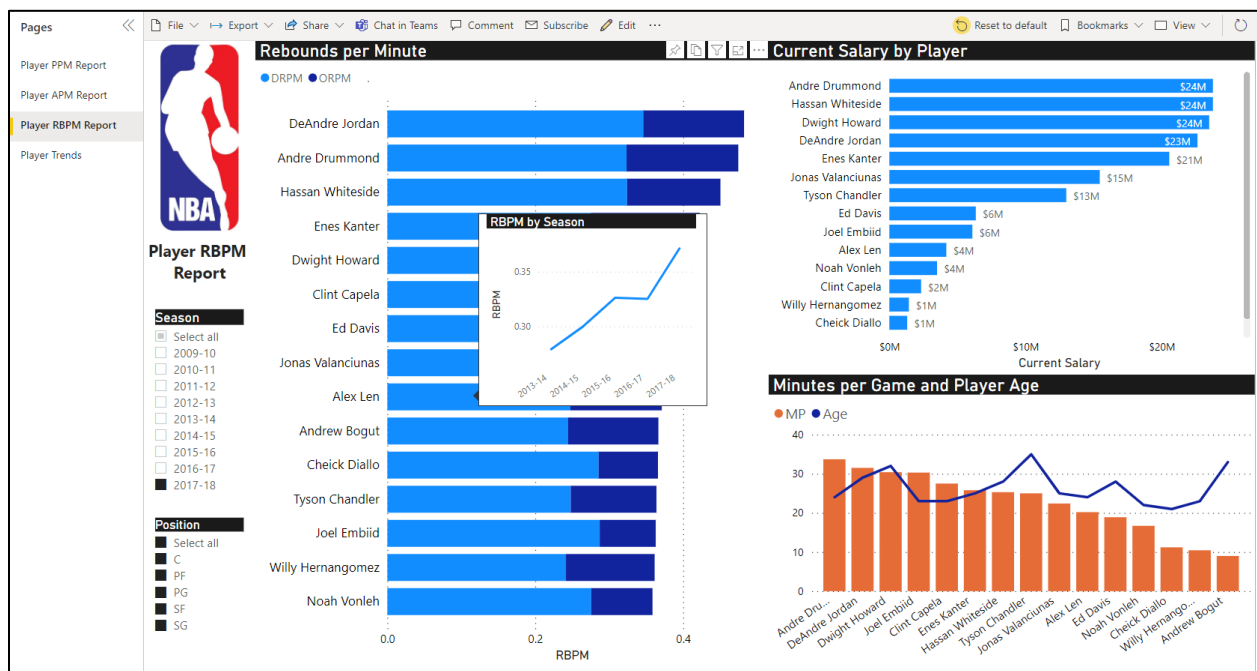 Pages
File
Export
Share
Chat in Teams
Comment
Subscribe
Edit
...
Reset to default
Bookmarks
View
Player PPM Report
Player APM Report
Player RBPM Report
Player Trends
NBA
Player RBPM
Report
Season
Select all
2009-10
2010-11
2011-12
2012-13
2013-14
2014-15
2015-16
2016-17
2017-18
Position
Select all
C
PF
PG
SF
SG
Rebounds per Minute
DRPM ORPM .
DeAndre Jordan
Andre Drummond
Hassan Whiteside
Enes Kanter
Dwight Howard
Clint Capela
Ed Davis
Jonas Valanciunas
Alex Len
Andrew Bogut
Cheick Diallo
Tyson Chandler
Joel Embiid
Willy Hernangomez
Noah Vonleh
0.0 0.2 0.4
RBPM
RBPM by Season
RBPM
0.35
0.30
2013-14
2014-15
2015-16
2016-17
2017-18
Current Salary by Player
Andre Drummond $24M
Hassan Whiteside $24M
Dwight Howard $24M
DeAndre Jordan $23M
Enes Kanter $21M
Jonas Valanciunas $15M
Tyson Chandler $13M
Ed Davis $6M
Joel Embiid $6M
Alex Len $4M
Noah Vonleh $4M
Clint Capela $2M
Willy Hernangomez $1M
Cheick Diallo $1M
$0M $10M $20M
Current Salary
Minutes per Game and Player Age
MP Age
40
30
20
10
0
Andre Dru...
DeAndre Jordan
Dwight Howard
Joel Embiid
Clint Capela
Enes Kanter
Hassan Whiteside
Tyson Chandler
Jonas Valanciunas
Alex Len
Ed Davis
Noah Vonleh
Cheick Diallo
Willy Hernango...
Andrew Bogut